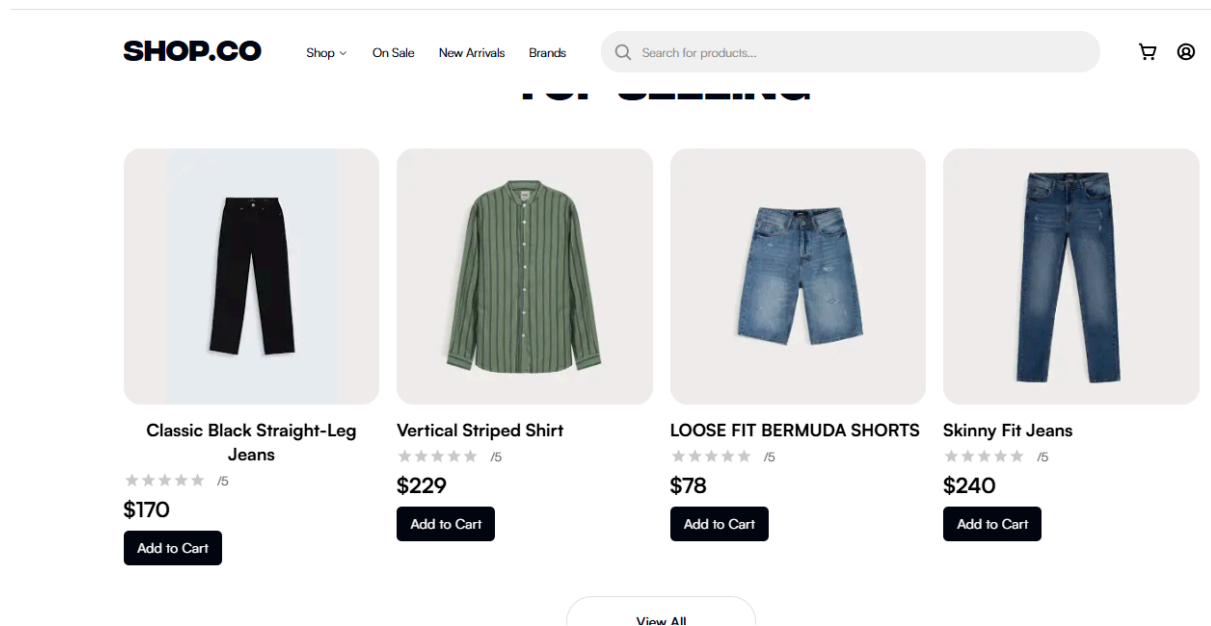 SHOP.CO
Shop
On Sale
New Arrivals
Brands
Search for products...
TOP SELLING
Classic Black Straight-Leg
Jeans
/5
$170
Add to Cart
Vertical Striped Shirt
/5
$229
Add to Cart
LOOSE FIT BERMUDA SHORTS
/5
$78
Add to Cart
Skinny Fit Jeans
/5
$240
Add to Cart
View All